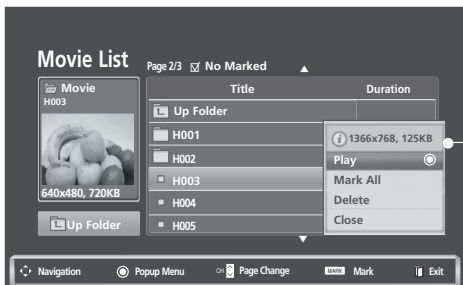 Movie List
Page 2/3 No Marked
Movie
H003
640x480, 720KB
Up Folder
Title Duration
Up Folder
H001
H002
H003
H004
H005
1366x768, 125KB
Play
Mark All
Delete
Close
Navigation Popup Menu CH Page Change MARK Mark Exit